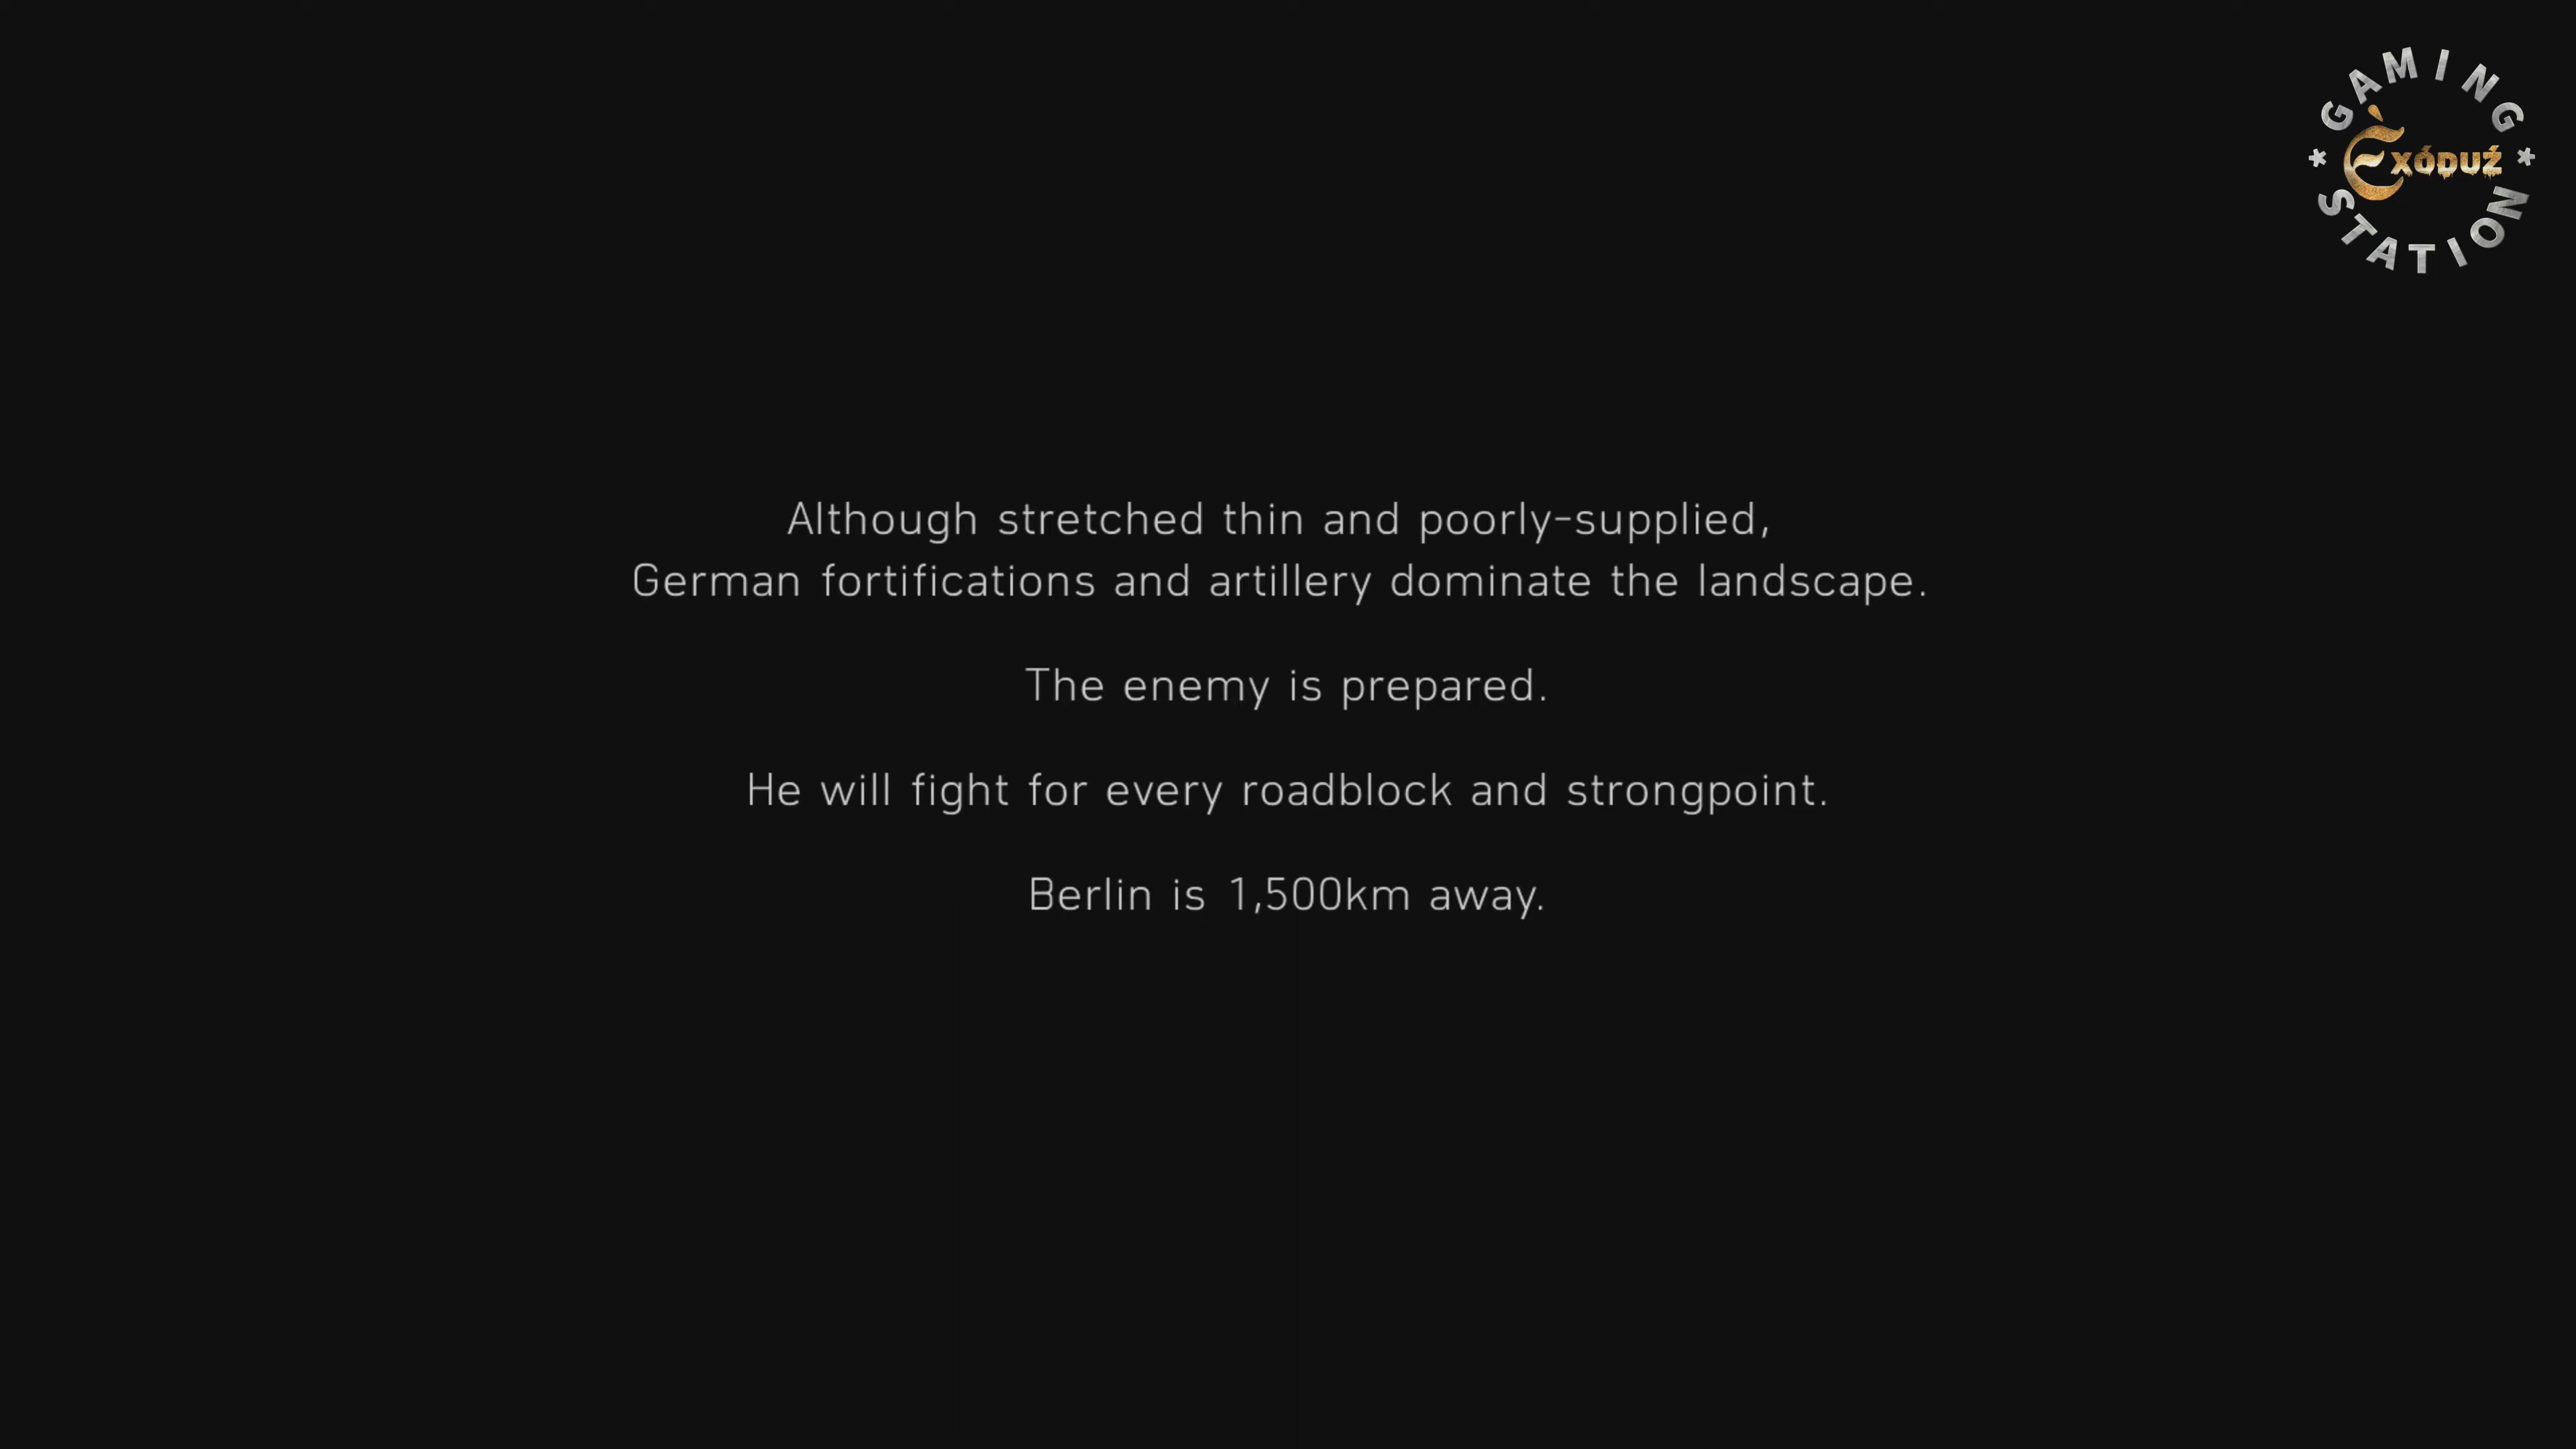 GAMING
Èxóduź
STATION
Although stretched thin and poorly-supplied,
German fortifications and artillery dominate the landscape.
The enemy is prepared.
He will fight for every roadblock and strongpoint.
Berlin is 1,500km away.